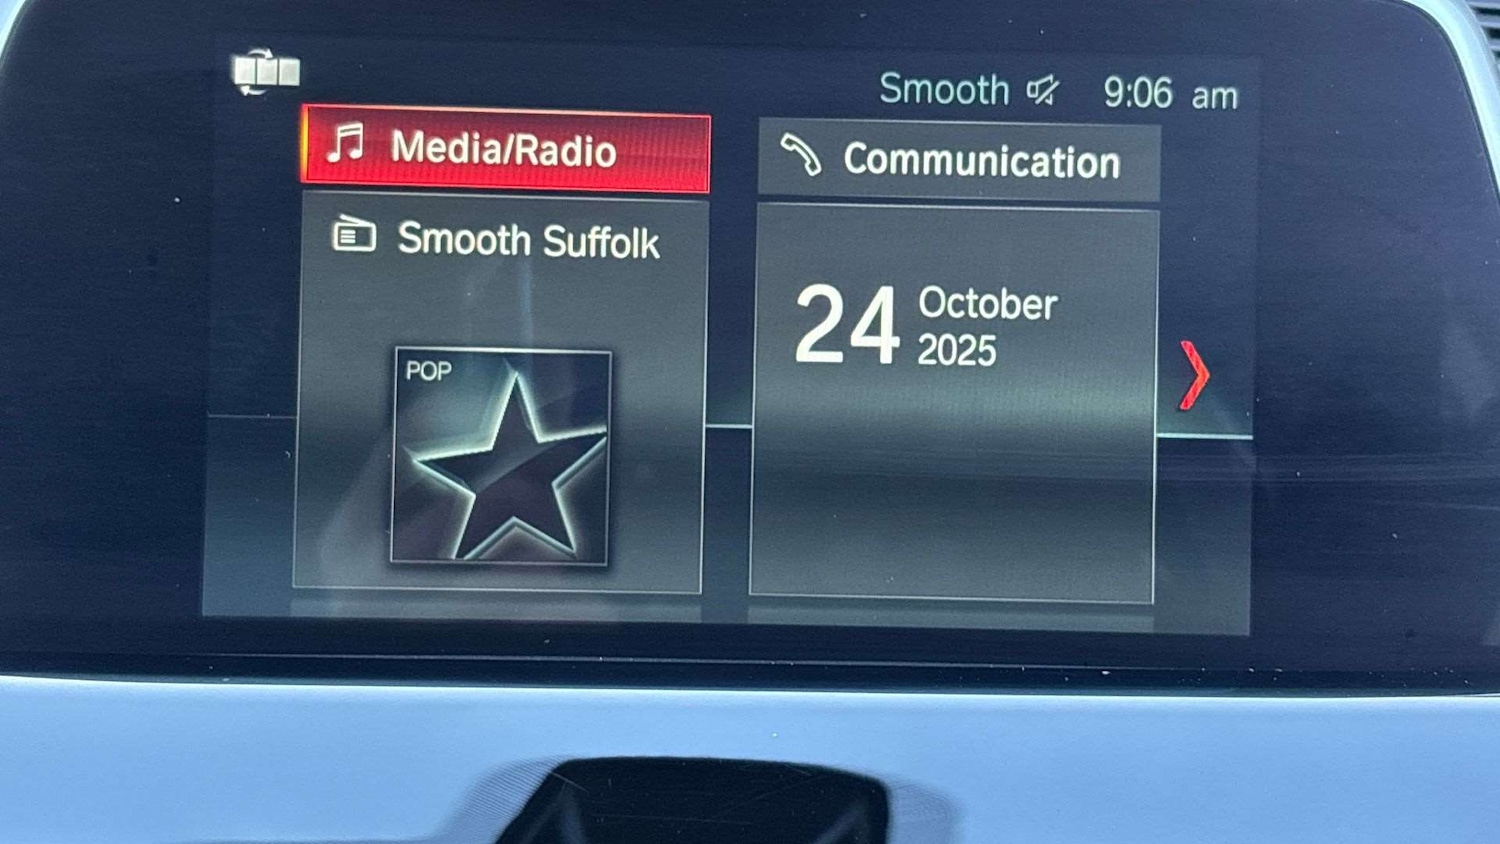 Smooth 9:06 am
Media/Radio
Communication
Smooth Suffolk
POP
24 October
2025